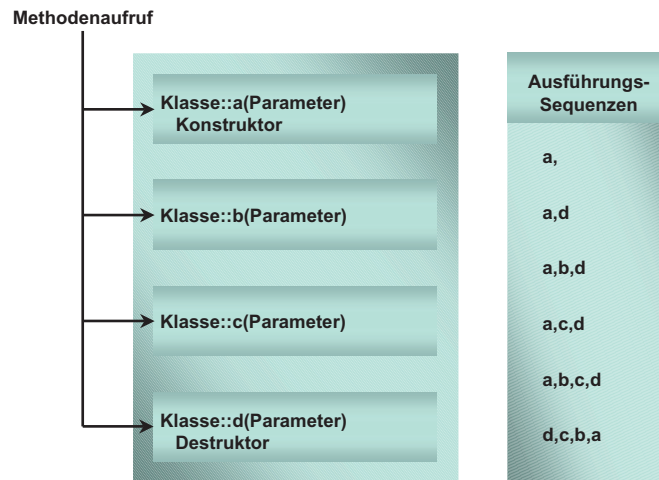 Methodenaufruf
Klasse::a(Parameter)
Konstruktor
Klasse::b(Parameter)
Klasse::c(Parameter)
Klasse::d(Parameter)
Destruktor
Ausführungs-
Sequenzen
a,
a,d
a,b,d
a,c,d
a,b,c,d
d,c,b,a